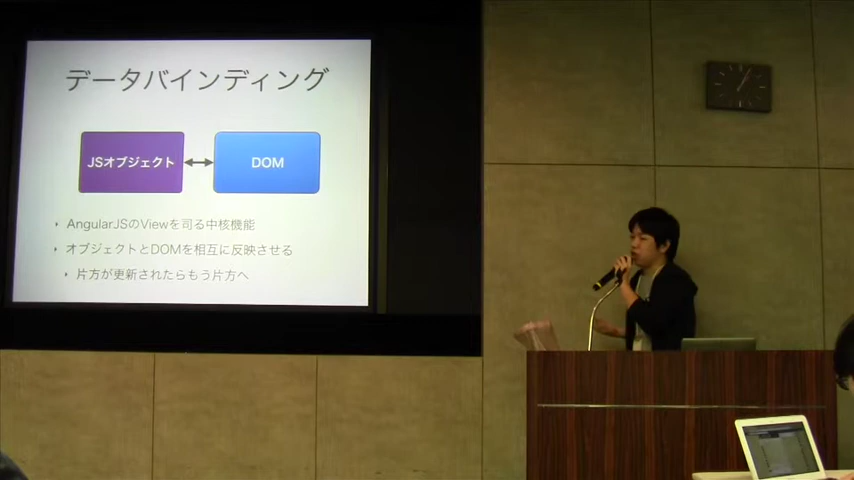 データバインディング
JSオブジェクト
DOM
AngularJSのViewを司る中核機能
オブジェクトとDOMを相互に反映させる
片方が更新されたらもう片方へ